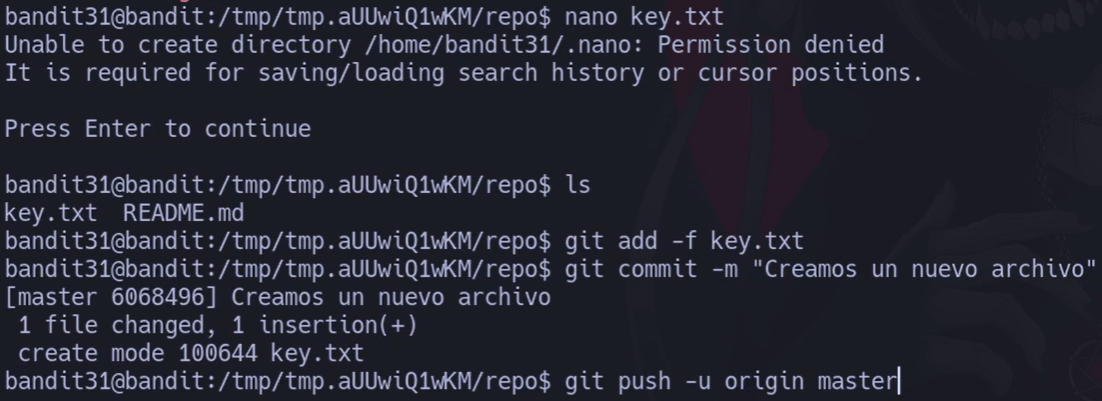 bandit31@bandit:/tmp/tmp.aUUwiQ1wKM/repo$ nano key.txt
Unable to create directory /home/bandit31/.nano: Permission denied
It is required for saving/loading search history or cursor positions.
Press Enter to continue
bandit31@bandit:/tmp/tmp.aUUwiQ1wKM/repo$ ls
key.txt  README.md
bandit31@bandit:/tmp/tmp.aUUwiQ1wKM/repo$ git add -f key.txt
bandit31@bandit:/tmp/tmp.aUUwiQ1wKM/repo$ git commit -m "Creamos un nuevo archivo"
[master 6068496] Creamos un nuevo archivo
 1 file changed, 1 insertion(+)
 create mode 100644 key.txt
bandit31@bandit:/tmp/tmp.aUUwiQ1wKM/repo$ git push -u origin master